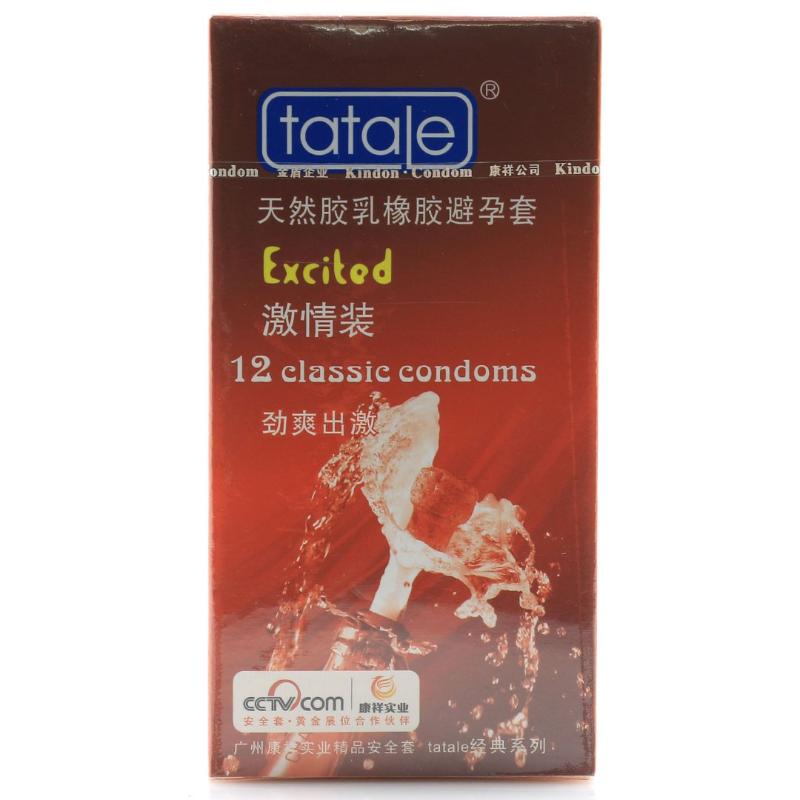 tatale®
ondom 金盾企业 Kindon·Condom 康祥公司 Kindo
天然胶乳橡胶避孕套
Excited
激情装
12 classic condoms
劲爽出激
CCTV.com 康祥实业
安全套·黄金展位合作伙伴
广州康祥实业精品安全套 tatale经典系列